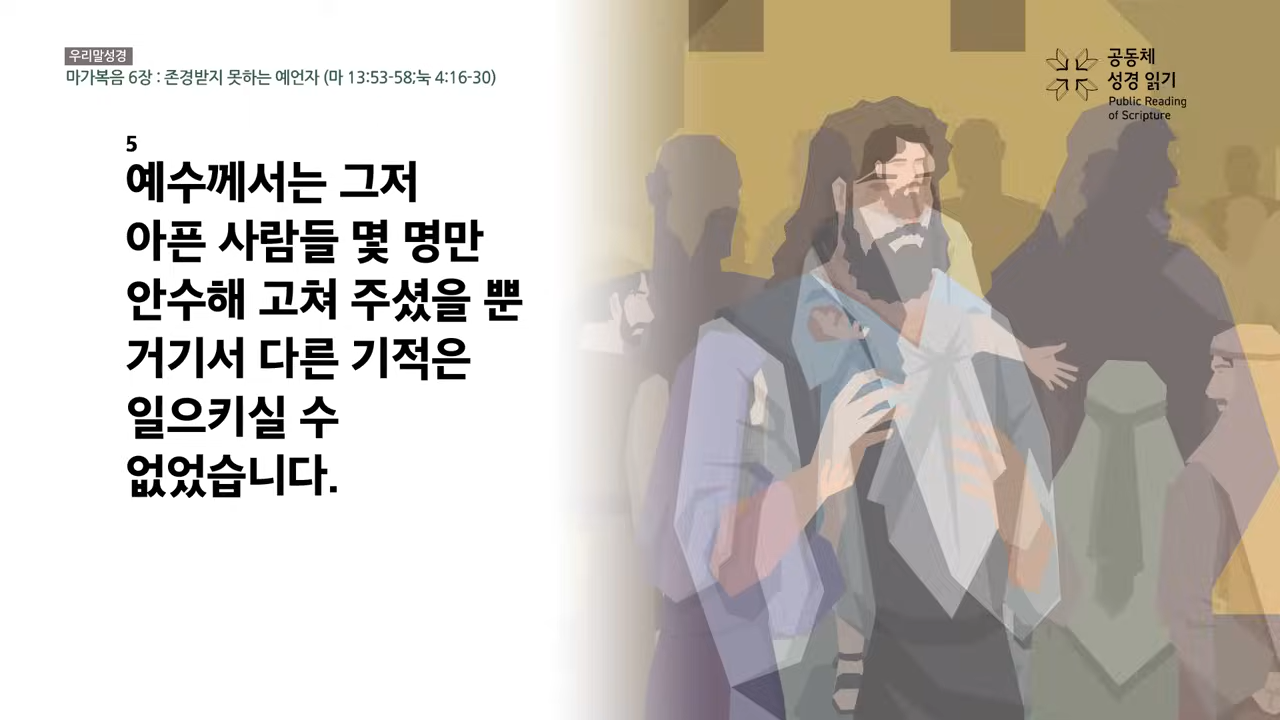 우리말성경
마가복음 6장 : 존경받지 못하는 예언자 (마 13:53-58;눅 4:16-30)
공동체
성경 읽기
Public Reading
of Scripture
5
예수께서는 그저
아픈 사람들 몇 명만
안수해 고쳐 주셨을 뿐
거기서 다른 기적은
일으키실 수
없었습니다.